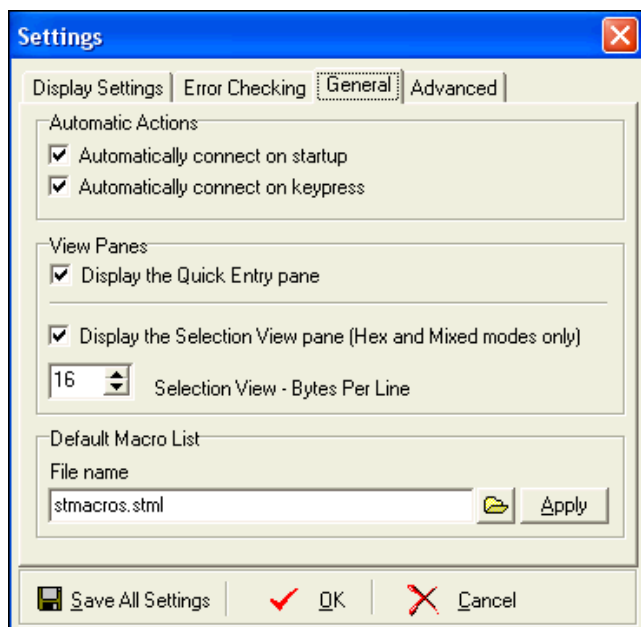 Settings
Display Settings Error Checking General Advanced
Automatic Actions
Automatically connect on startup
Automatically connect on keypress
View Panes
Display the Quick Entry pane
Display the Selection View pane (Hex and Mixed modes only)
16 Selection View - Bytes Per Line
Default Macro List
File name
stmacros.stml Apply
Save All Settings OK Cancel